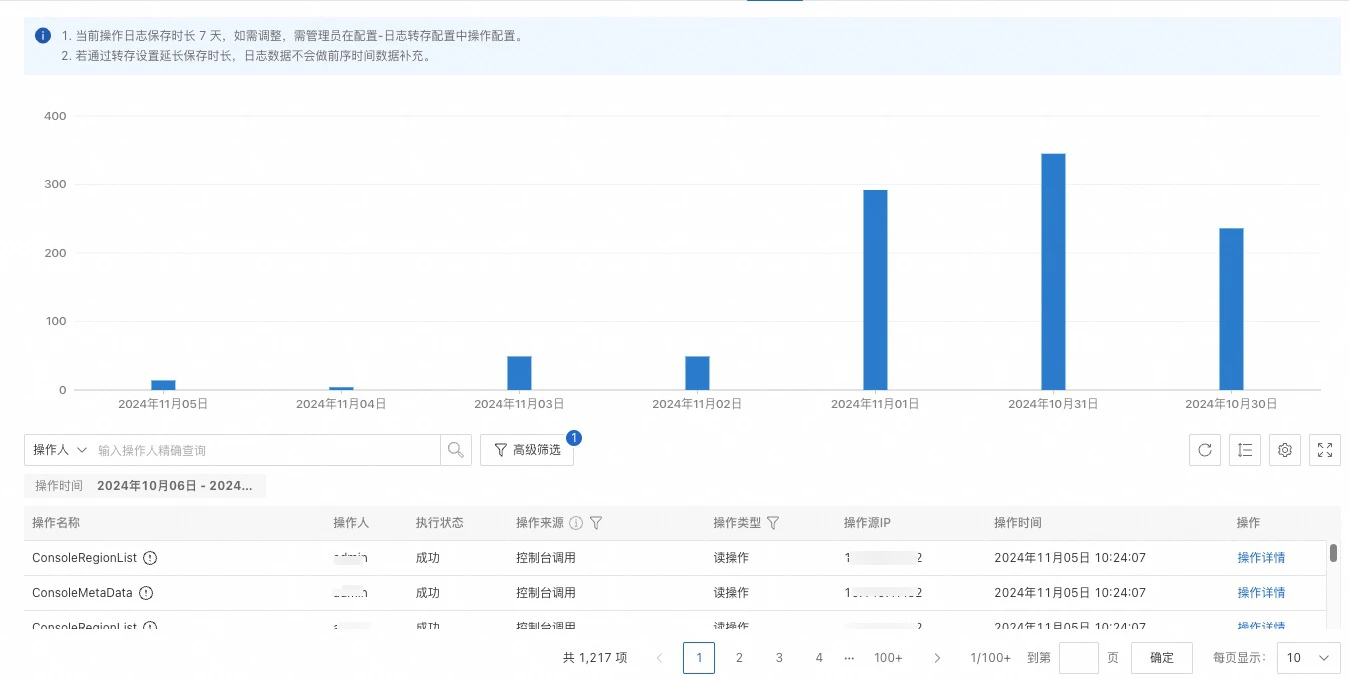 1. 当前操作日志保存时长 7 天，如需调整，需管理员在配置-日志转存配置中操作配置。
2. 若通过转存设置延长保存时长，日志数据不会做前序时间数据补充。
400
300
200
100
0
2024年11月05日 2024年11月04日 2024年11月03日 2024年11月02日 2024年11月01日 2024年10月31日 2024年10月30日
操作人 输入操作人精确查询 高级筛选 1
操作时间 2024年10月06日 - 2024...
操作名称 操作人 执行状态 操作来源 操作类型 操作源IP 操作时间 操作
ConsoleRegionList 成功 控制台调用 读操作 2024年11月05日 10:24:07 操作详情
ConsoleMetaData 成功 控制台调用 读操作 2024年11月05日 10:24:07 操作详情
ConsoleRegionList 成功 控制台调用 读操作 2024年11月05日 10:24:07 操作详情
共 1,217 项 1 2 3 4 ··· 100+ 1/100+ 到第 页 确定 每页显示: 10